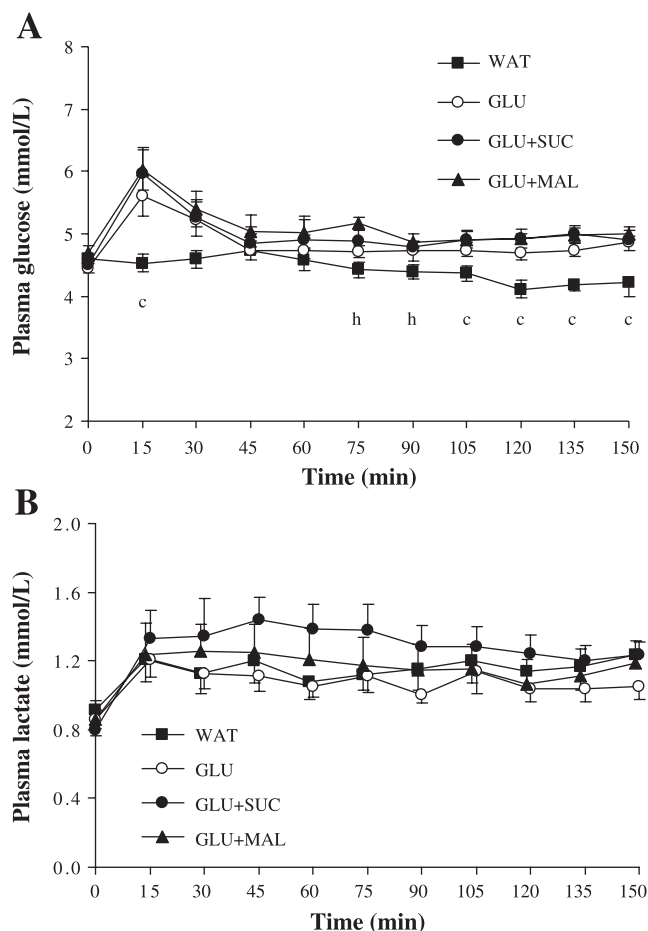 A
8
7
6
5
4
3
2
Plasma glucose (mmol/L)
WAT
GLU
GLU+SUC
GLU+MAL
c h h c c c c
0 15 30 45 60 75 90 105 120 135 150
Time (min)
B
2.0
1.6
1.2
0.8
0.4
0.0
Plasma lactate (mmol/L)
WAT
GLU
GLU+SUC
GLU+MAL
0 15 30 45 60 75 90 105 120 135 150
Time (min)